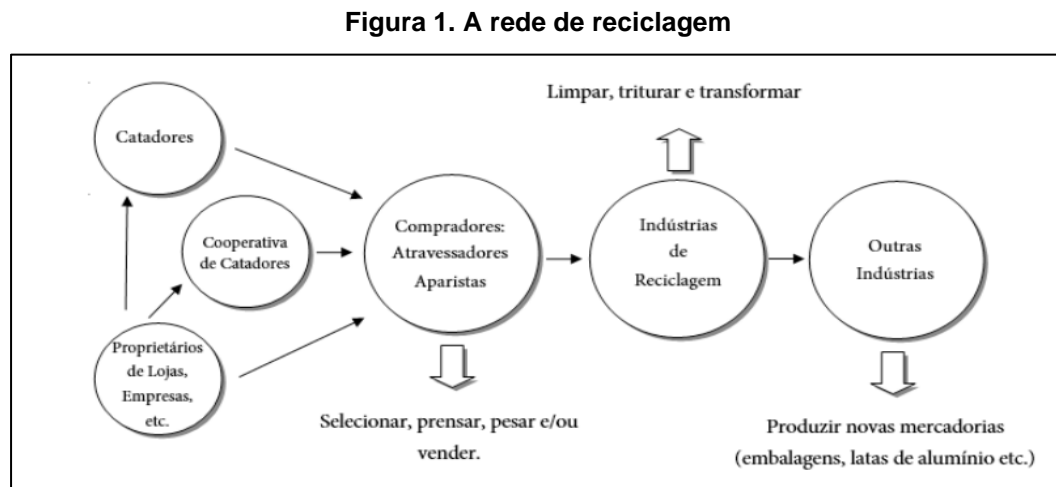 Figura 1. A rede de reciclagem
Limpar, triturar e transformar
Catadores
Cooperativa
de Catadores
Compradores:
Atravessadores
Aparistas
Indústrias
de
Reciclagem
Outras
Indústrias
Proprietários
de Lojas,
Empresas,
etc.
Selecionar, prensar, pesar e/ou
vender.
Produzir novas mercadorias
(embalagens, latas de alumínio etc.)